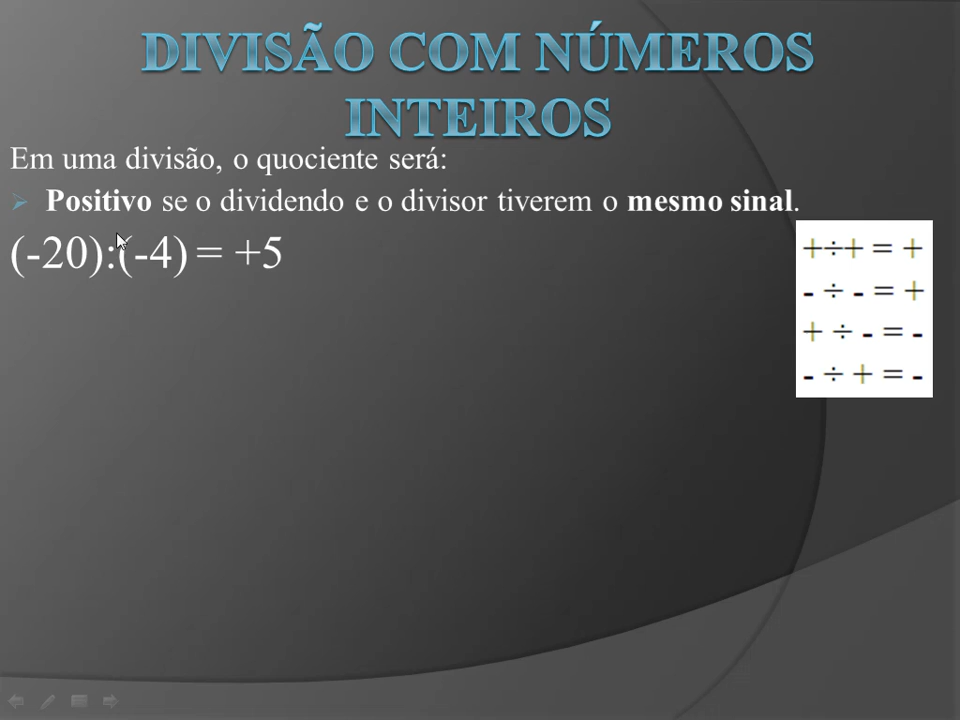 DIVISÃO COM NÚMEROS
INTEIROS
Em uma divisão, o quociente será:
Positivo se o dividendo e o divisor tiverem o mesmo sinal.
(-20):(-4) = +5
+÷+ = +
- ÷ - = +
+ ÷ - = -
- ÷ + = -